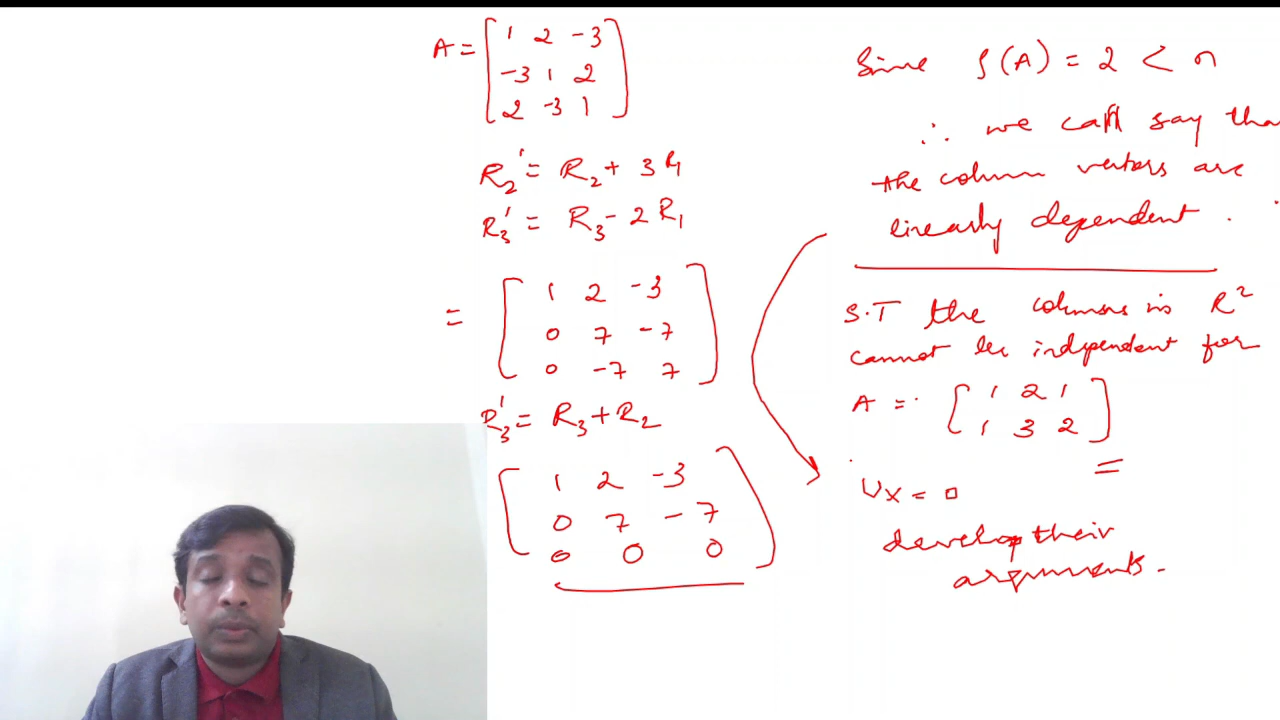 A = [ 1 2 -3
-3 1 2
2 -3 1 ]
R₂' = R₂ + 3R₁
R₃' = R₃ - 2R₁
= [ 1 2 -3
0 7 -7
0 -7 7 ]
R₃' = R₃ + R₂
[ 1 2 -3
0 7 -7
0 0 0 ]
Since ρ(A) = 2 < n
∴ we can say tha
the column vectors are
linearly dependent.
S.T the columns in R²
cannot be independent for
A = [ 1 2 1
1 3 2 ]
=
Ux = 0
develop their
arguments.